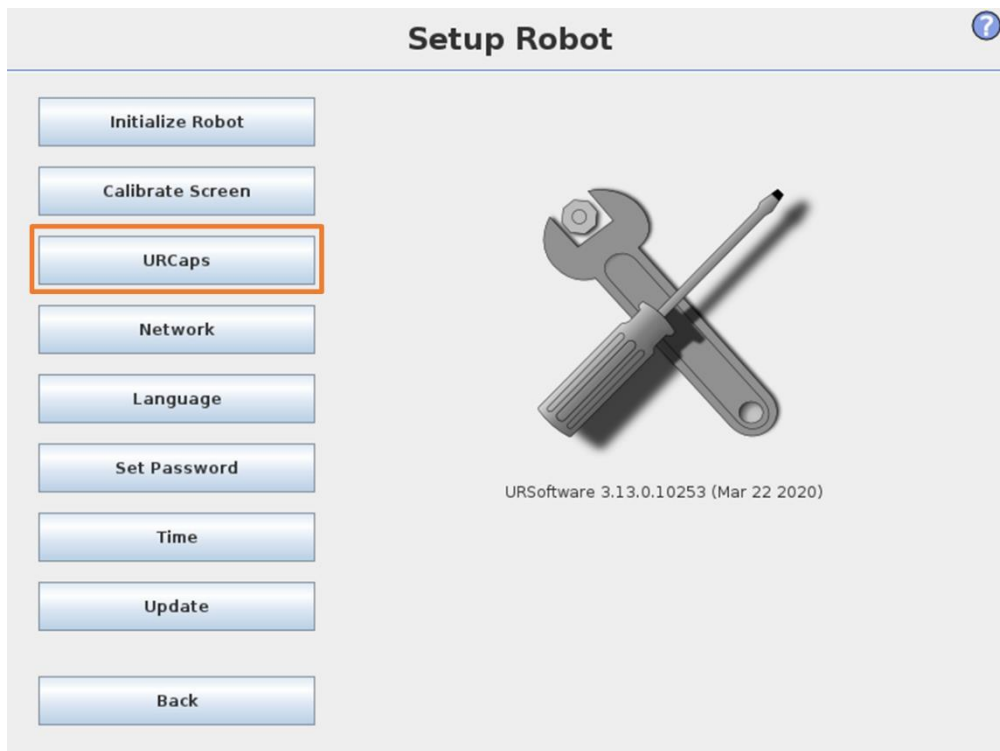 Setup Robot
?
Initialize Robot
Calibrate Screen
URCaps
Network
Language
Set Password
Time
Update
Back
URSoftware 3.13.0.10253 (Mar 22 2020)